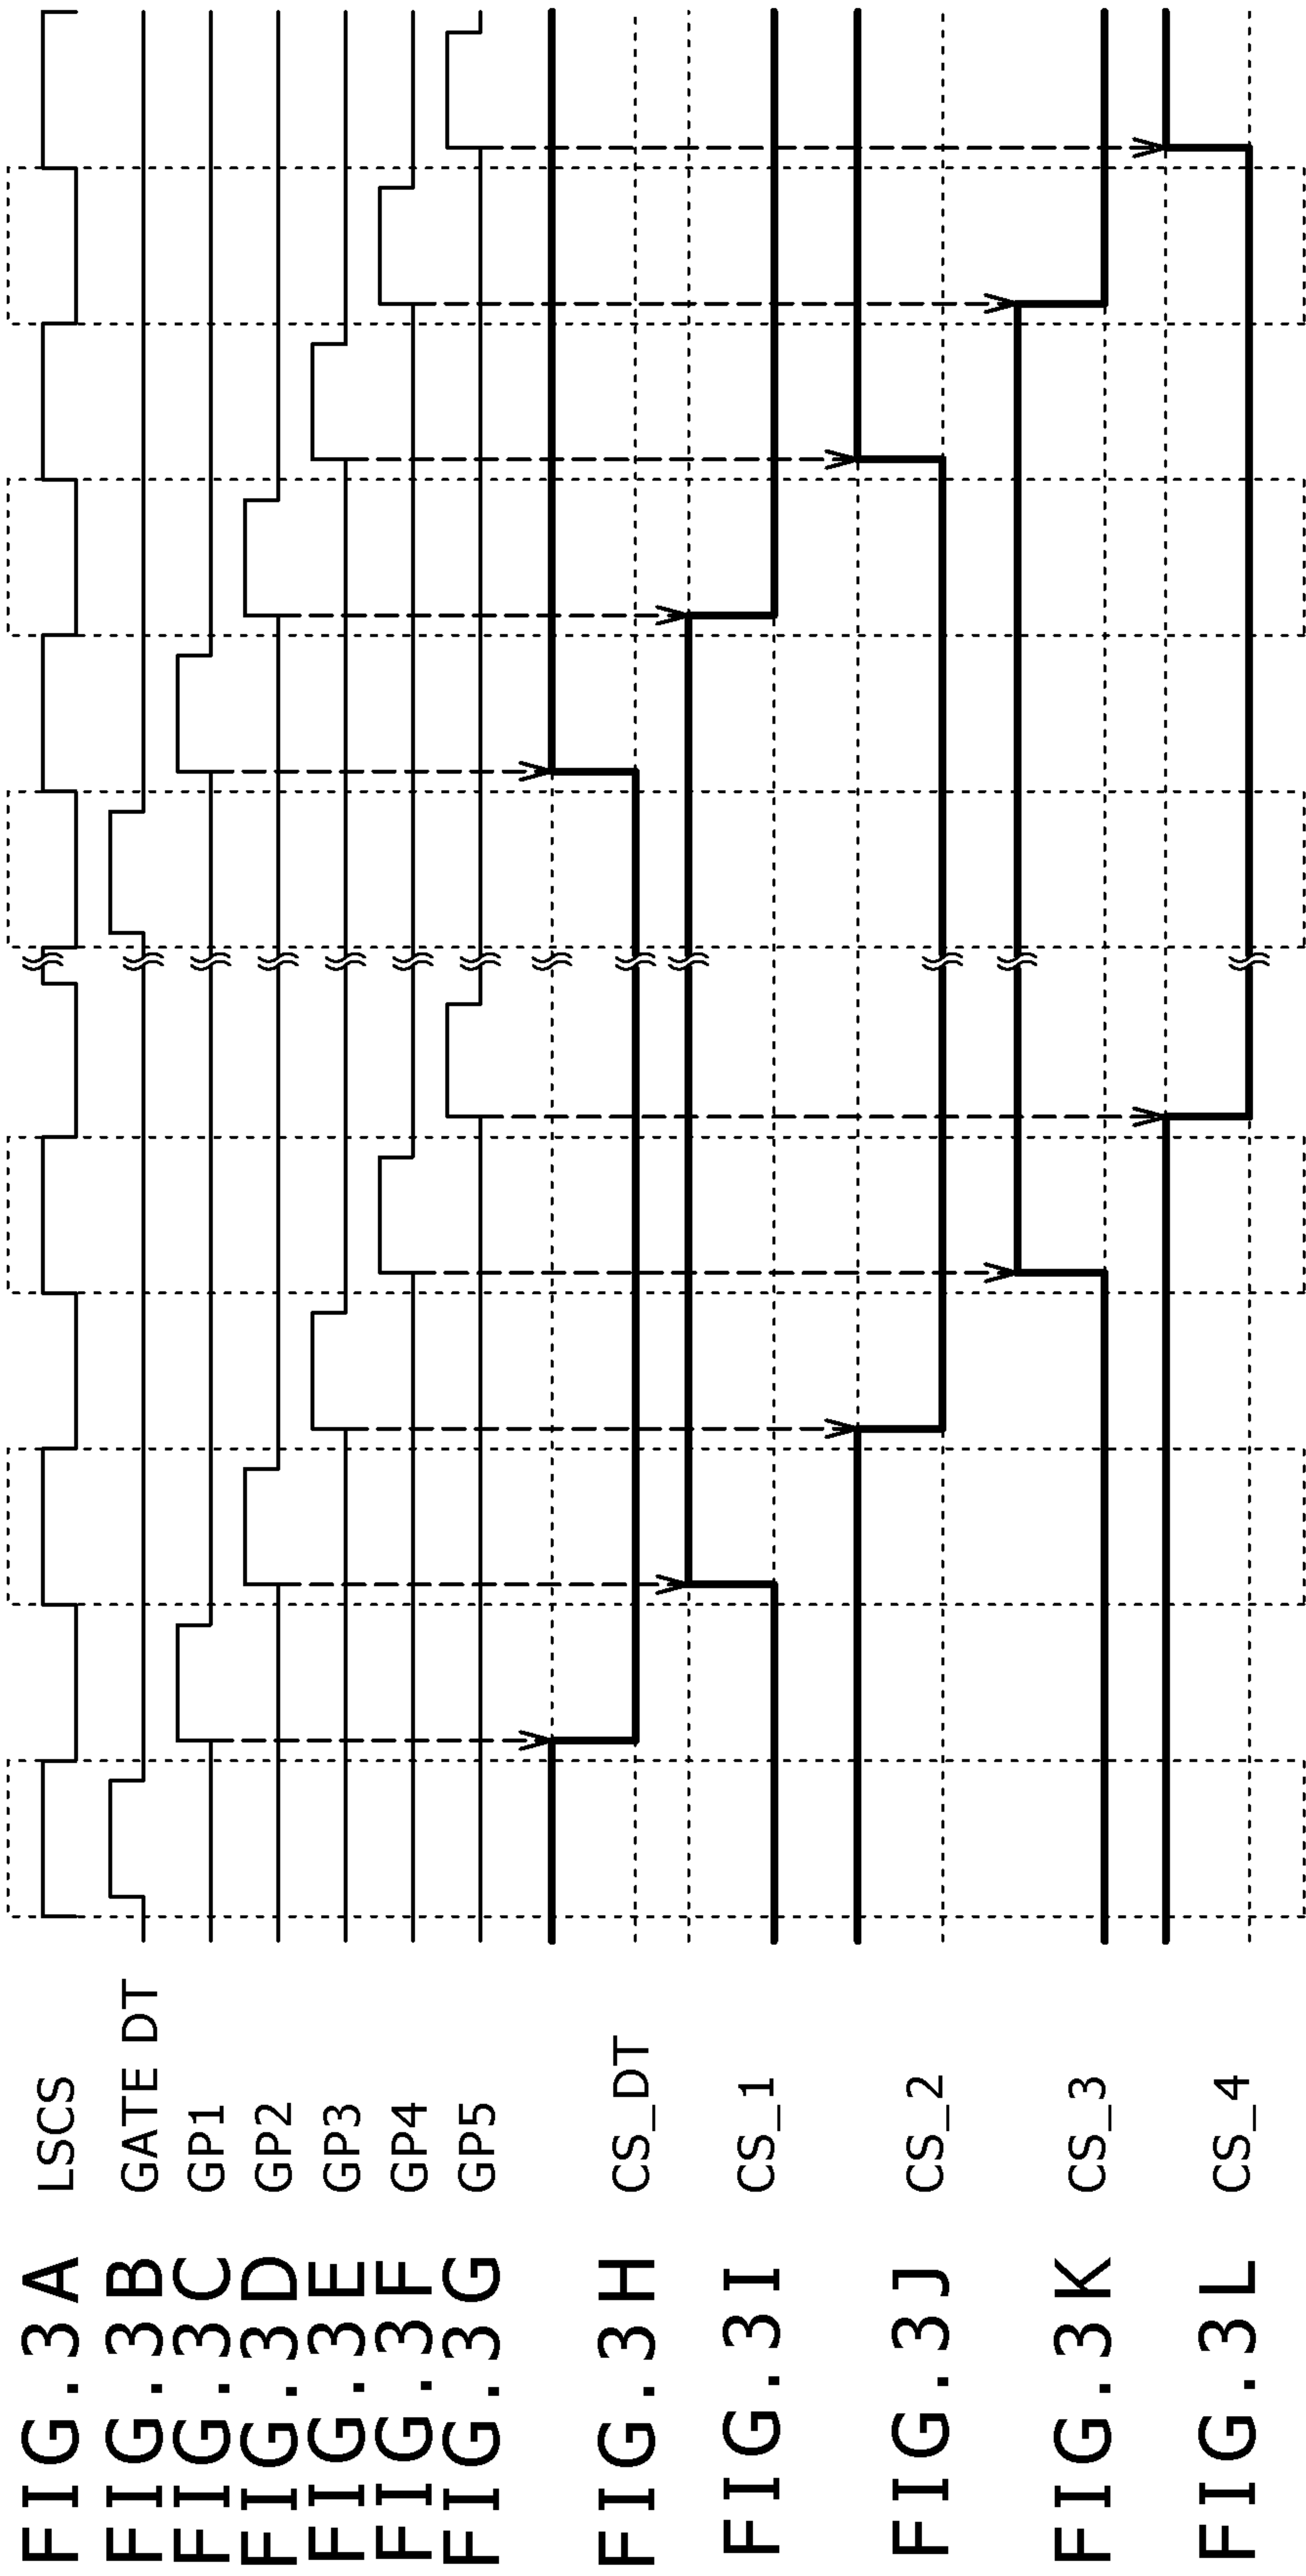 FIG.3A LSCS
FIG.3B GATE DT
FIG.3C GP1
FIG.3D GP2
FIG.3E GP3
FIG.3F GP4
FIG.3G GP5
FIG.3H CS_DT
FIG.3I CS_1
FIG.3J CS_2
FIG.3K CS_3
FIG.3L CS_4